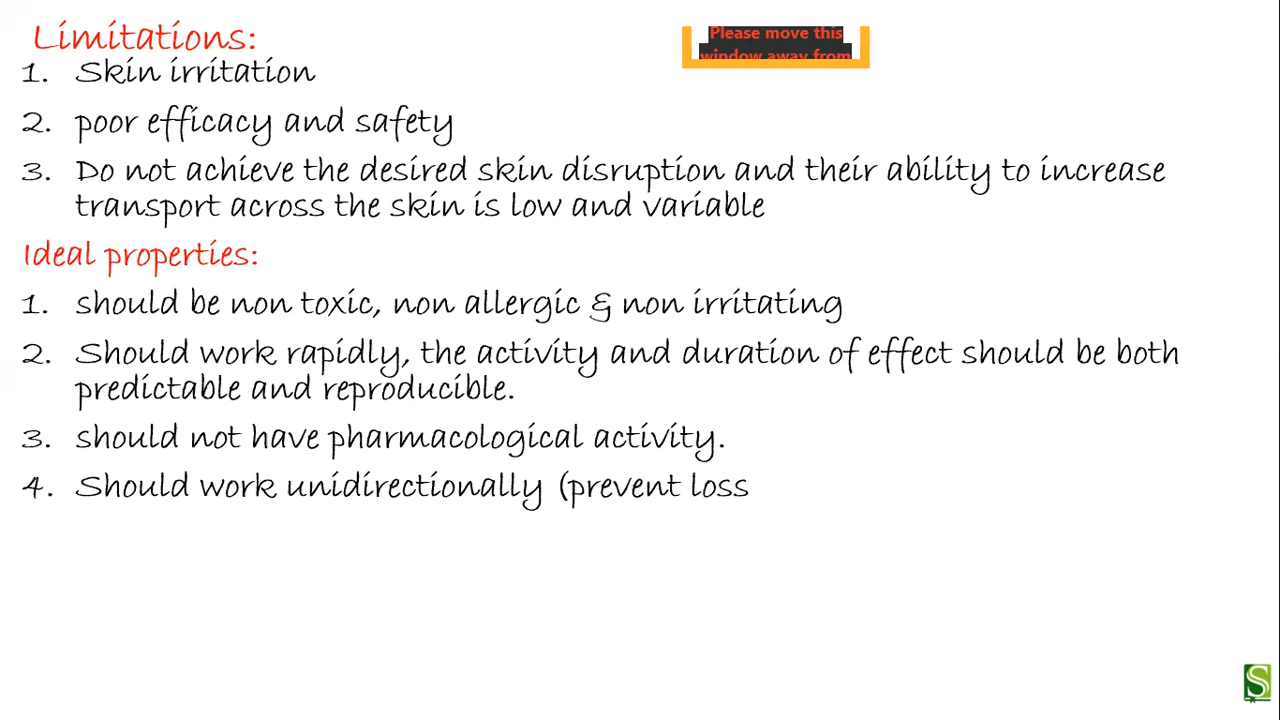 Limitations:
Please move this
window away from
1. Skin irritation
2. poor efficacy and safety
3. Do not achieve the desired skin disruption and their ability to increase
transport across the skin is low and variable
Ideal properties:
1. should be non toxic, non allergic & non irritating
2. Should work rapidly, the activity and duration of effect should be both
predictable and reproducible.
3. should not have pharmacological activity.
4. Should work unidirectionally (prevent loss
S